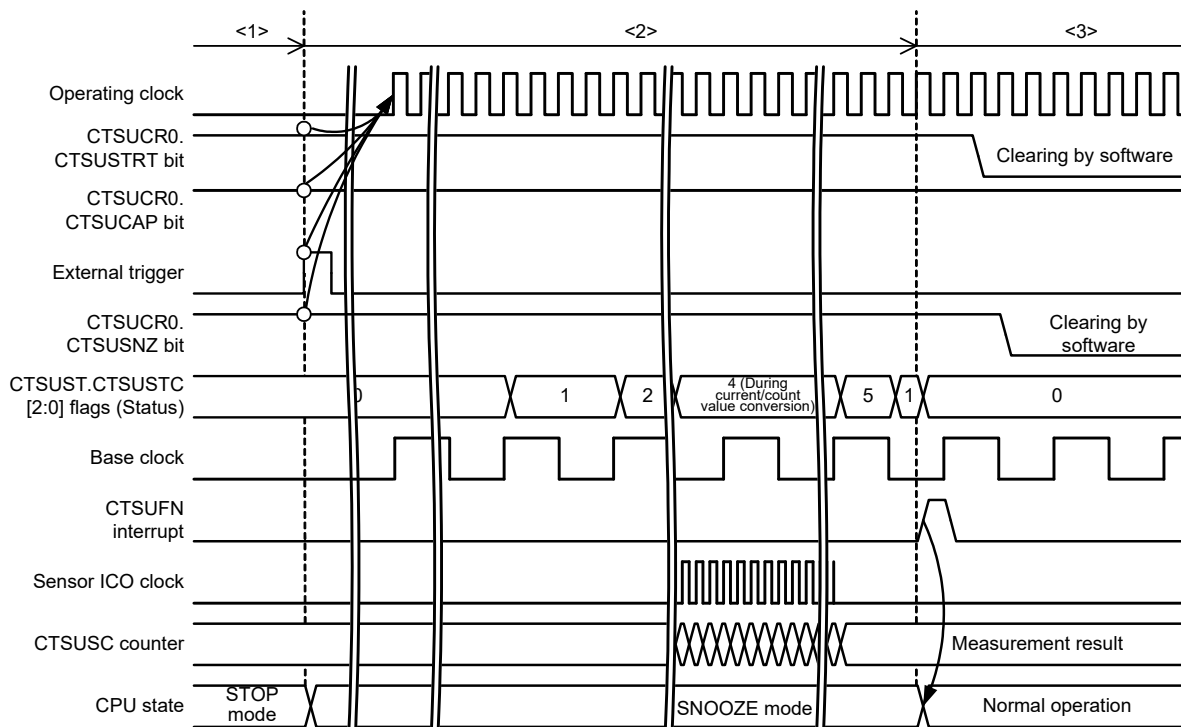 <1>
<2>
<3>
Operating clock
CTSUCR0.
CTSUSTRT bit
Clearing by software
CTSUCR0.
CTSUCAP bit
External trigger
CTSUCR0.
CTSUSNZ bit
Clearing by
software
CTSUST.CTSUSTC
[2:0] flags (Status)
0
1
2
4 (During
current/count
value conversion)
5
1
0
Base clock
CTSUFN
interrupt
Sensor ICO clock
CTSUSC counter
Measurement result
CPU state
STOP
mode
SNOOZE mode
Normal operation